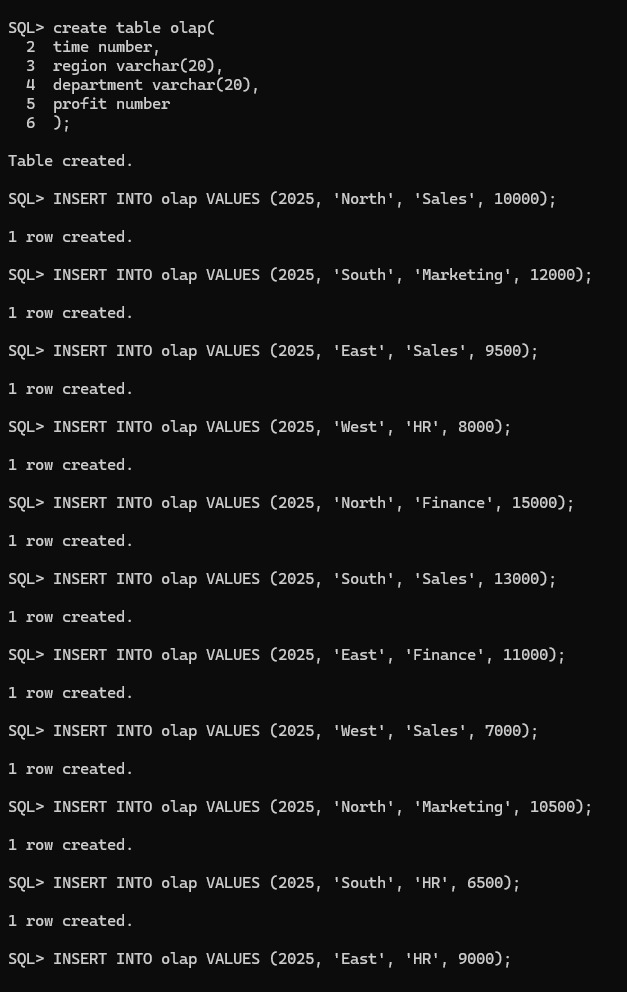 SQL> create table olap(
  2  time number,
  3  region varchar(20),
  4  department varchar(20),
  5  profit number
  6  );
Table created.
SQL> INSERT INTO olap VALUES (2025, 'North', 'Sales', 10000);
1 row created.
SQL> INSERT INTO olap VALUES (2025, 'South', 'Marketing', 12000);
1 row created.
SQL> INSERT INTO olap VALUES (2025, 'East', 'Sales', 9500);
1 row created.
SQL> INSERT INTO olap VALUES (2025, 'West', 'HR', 8000);
1 row created.
SQL> INSERT INTO olap VALUES (2025, 'North', 'Finance', 15000);
1 row created.
SQL> INSERT INTO olap VALUES (2025, 'South', 'Sales', 13000);
1 row created.
SQL> INSERT INTO olap VALUES (2025, 'East', 'Finance', 11000);
1 row created.
SQL> INSERT INTO olap VALUES (2025, 'West', 'Sales', 7000);
1 row created.
SQL> INSERT INTO olap VALUES (2025, 'North', 'Marketing', 10500);
1 row created.
SQL> INSERT INTO olap VALUES (2025, 'South', 'HR', 6500);
1 row created.
SQL> INSERT INTO olap VALUES (2025, 'East', 'HR', 9000);